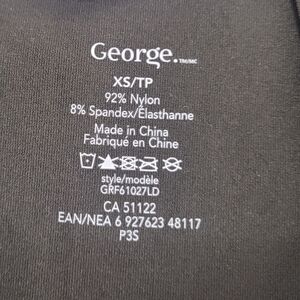 George.™/MC
XS/TP
92% Nylon
8% Spandex/Élasthanne
Made in China
Fabriqué en Chine
style/modèle
GRF61027LD
CA 51122
EAN/NEA 6 927623 48117
P3S